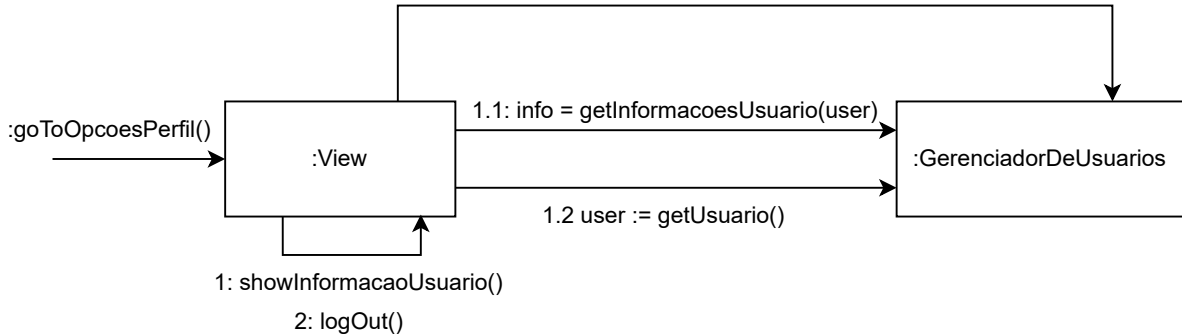 1.1: info = getInformacoesUsuario(user)
:goToOpcoesPerfil()
:View
:GerenciadorDeUsuarios
1.2 user := getUsuario()
1: showInformacaoUsuario()
2: logOut()